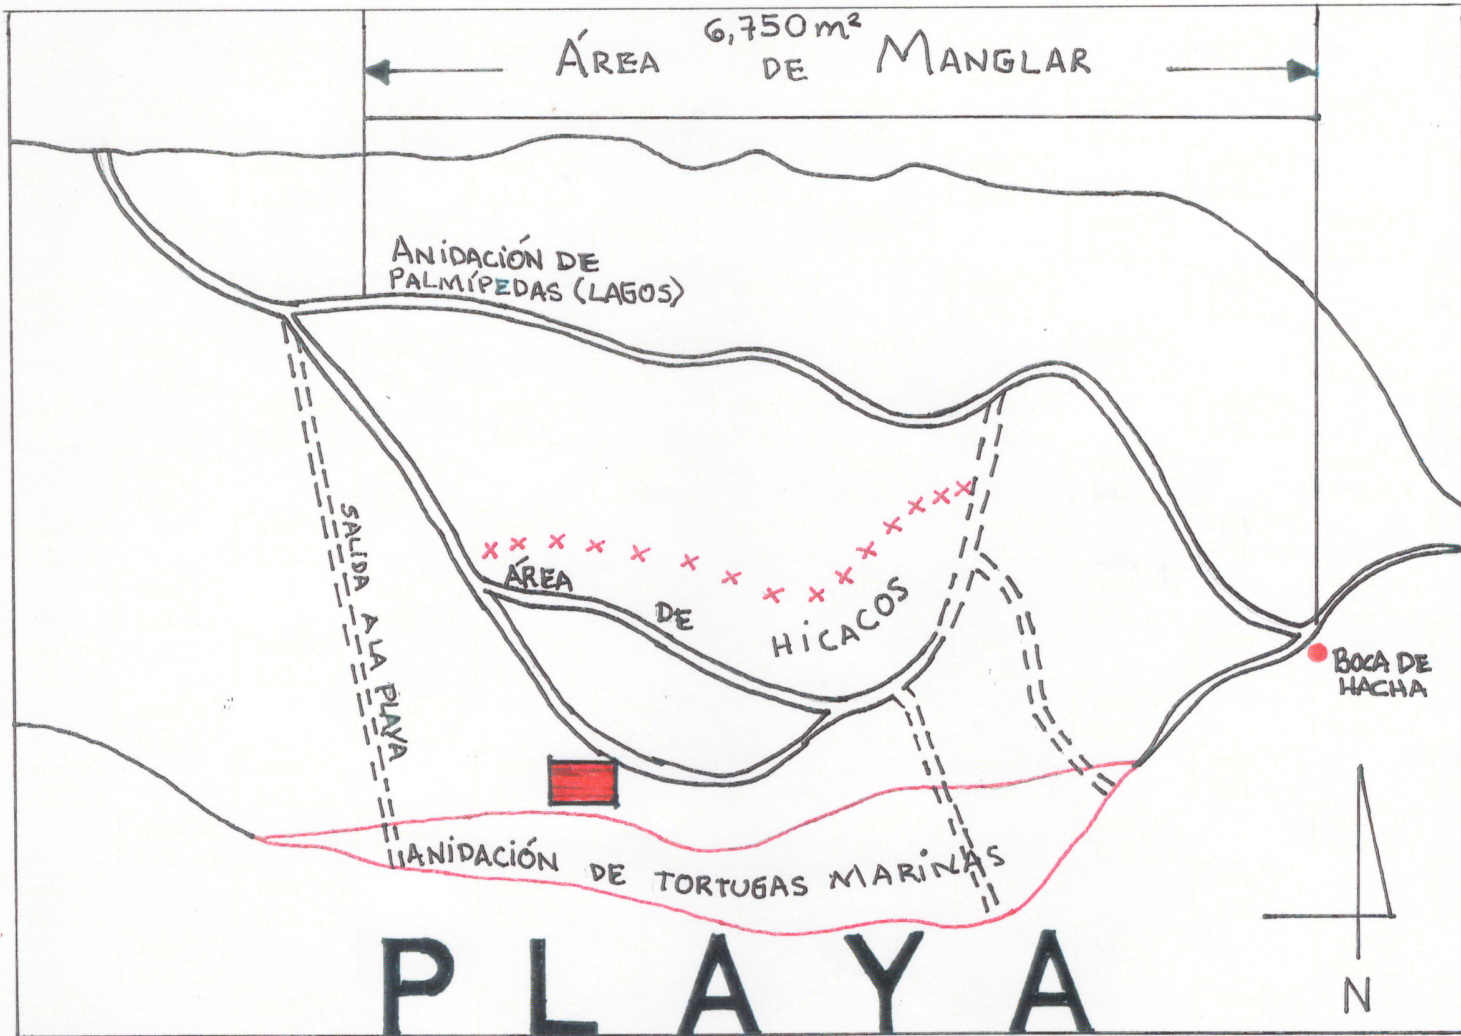 6,750 m²
ÁREA DE MANGLAR
ANIDACIÓN DE
PALMÍPEDAS (LAGOS)
SALIDA A LA PLAYA
ÁREA DE HICACOS
BOCA DE
HACHA
ANIDACIÓN DE TORTUGAS MARINAS
PLAYA
N